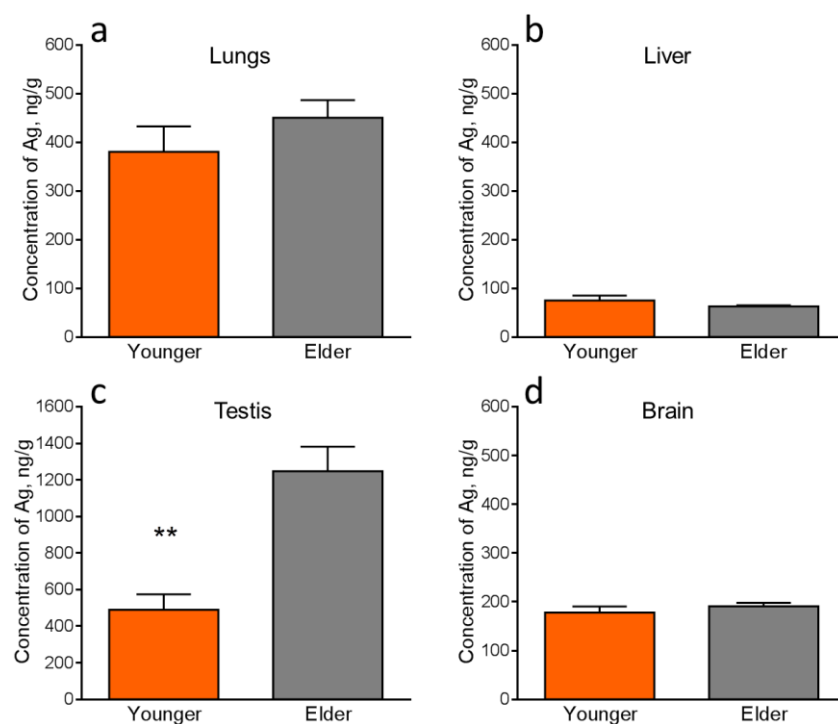 a
Lungs
Concentration of Ag, ng/g
600
500
400
300
200
100
0
Younger
Elder
b
Liver
Concentration of Ag, ng/g
600
500
400
300
200
100
0
Younger
Elder
c
Testis
Concentration of Ag, ng/g
1600
1400
1200
1000
800
600
400
200
0
**
Younger
Elder
d
Brain
Concentration of Ag, ng/g
600
500
400
300
200
100
0
Younger
Elder